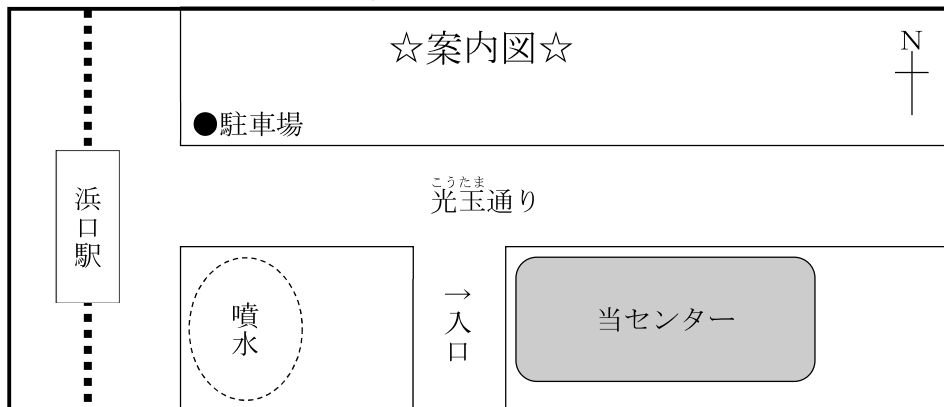 ☆案内図☆
N
●駐車場
こうたま
光玉通り
浜口駅
噴水
→入口
当センター